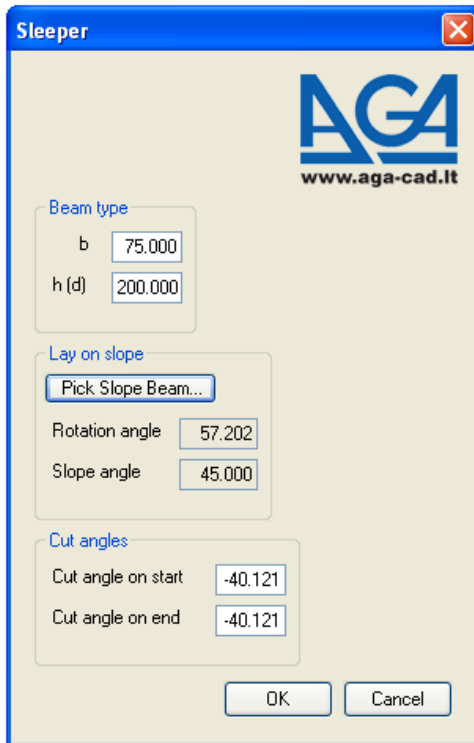 Sleeper
AGA
www.aga-cad.lt
Beam type
b 75.000
h (d) 200.000
Lay on slope
Pick Slope Beam...
Rotation angle 57.202
Slope angle 45.000
Cut angles
Cut angle on start -40.121
Cut angle on end -40.121
OK Cancel